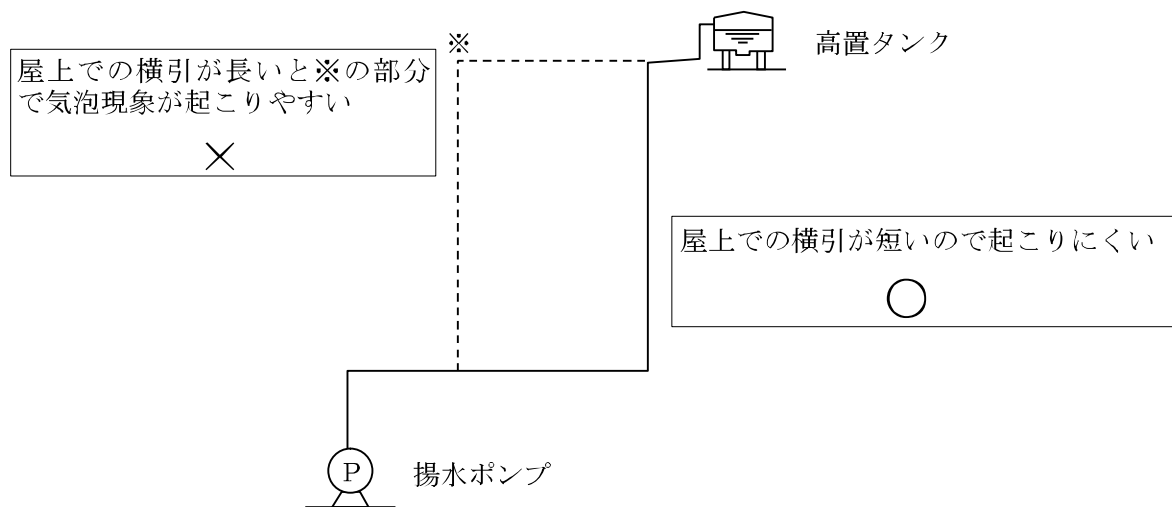 ※
高置タンク
屋上での横引が長いと※の部分
で気泡現象が起こりやすい
×
屋上での横引が短いので起こりにくい
○
P
揚水ポンプ